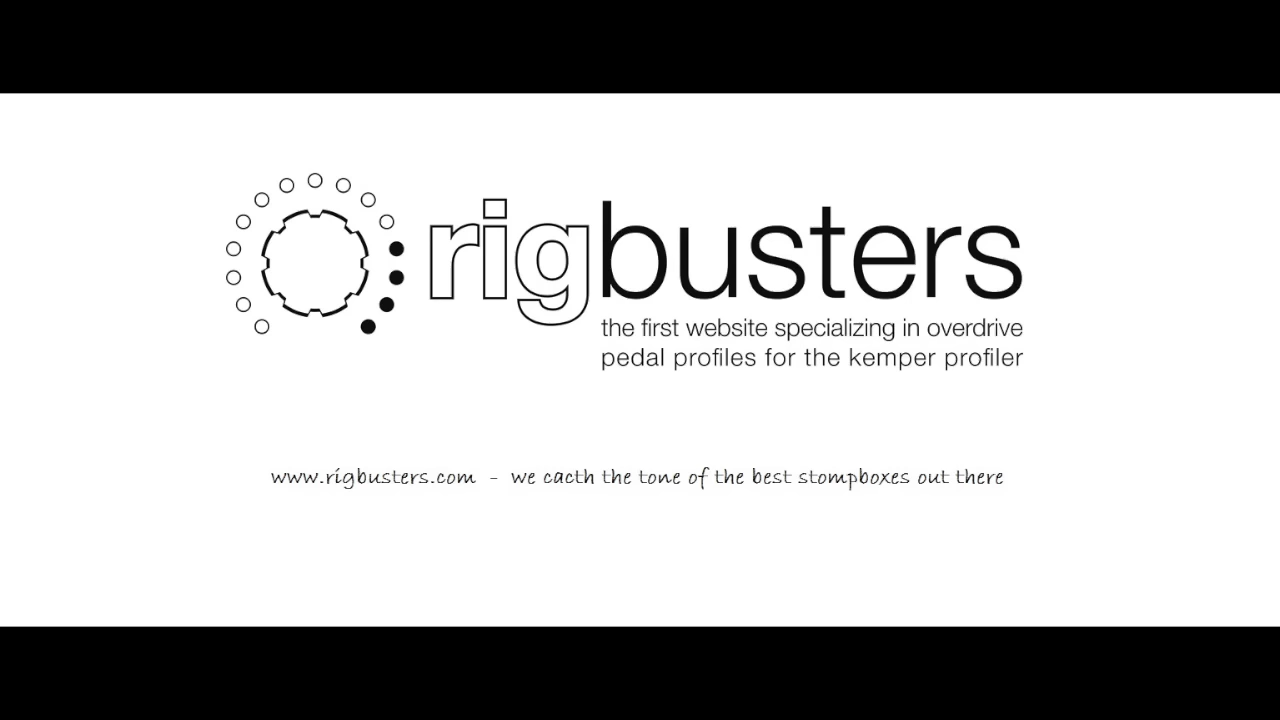 rigbusters
the first website specializing in overdrive
pedal profiles for the kemper profiler
www.rigbusters.com - we cacth the tone of the best stompboxes out there